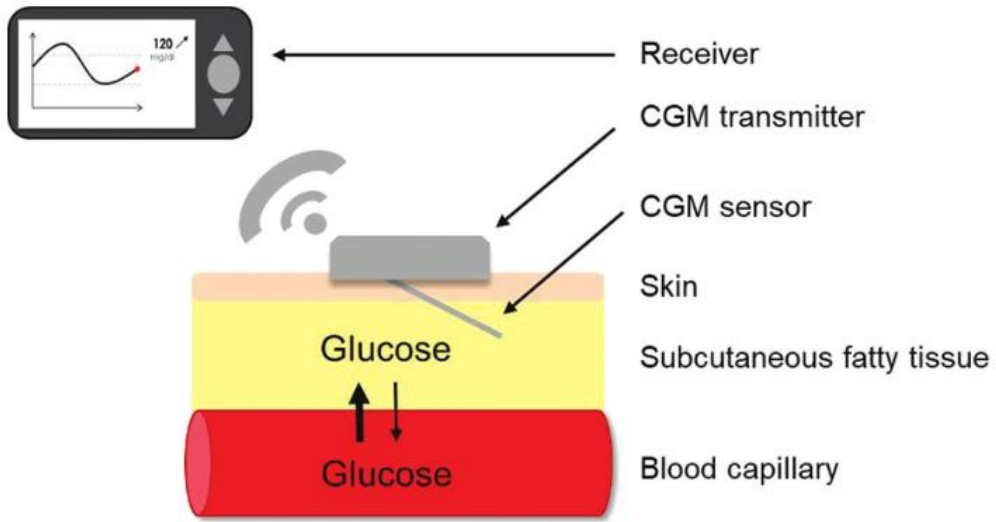 120
mg/dl
Receiver
CGM transmitter
CGM sensor
Skin
Glucose
Subcutaneous fatty tissue
Glucose
Blood capillary